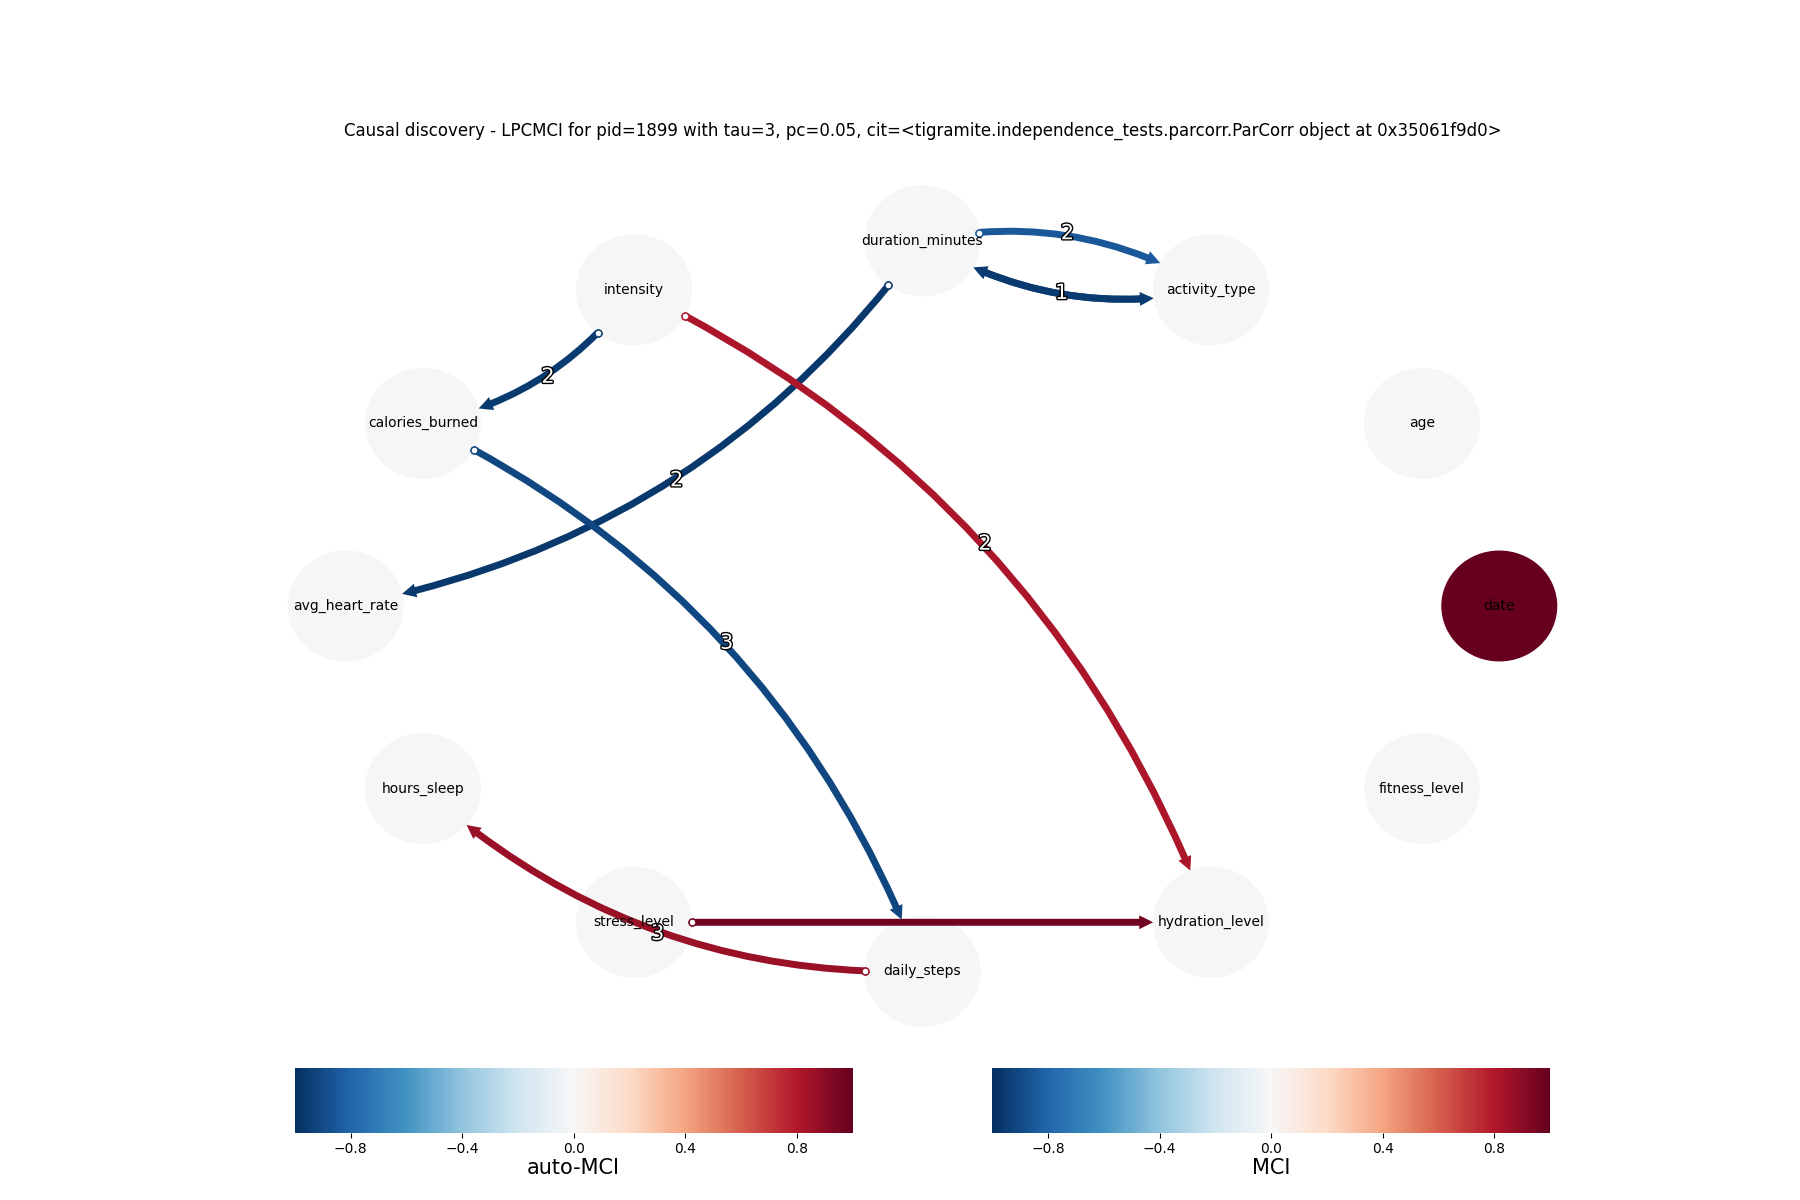 Causal discovery - LPCMCI for pid=1899 with tau=3, pc=0.05, cit=<tigramite.independence_tests.parcorr.ParCorr object at 0x35061f9d0>
duration_minutes
2
intensity
1
activity_type
2
calories_burned
age
2
2
avg_heart_rate
date
3
hours_sleep
fitness_level
stress_level
hydration_level
3
daily_steps
−0.8 −0.4 0.0 0.4 0.8
auto-MCI
−0.8 −0.4 0.0 0.4 0.8
MCI